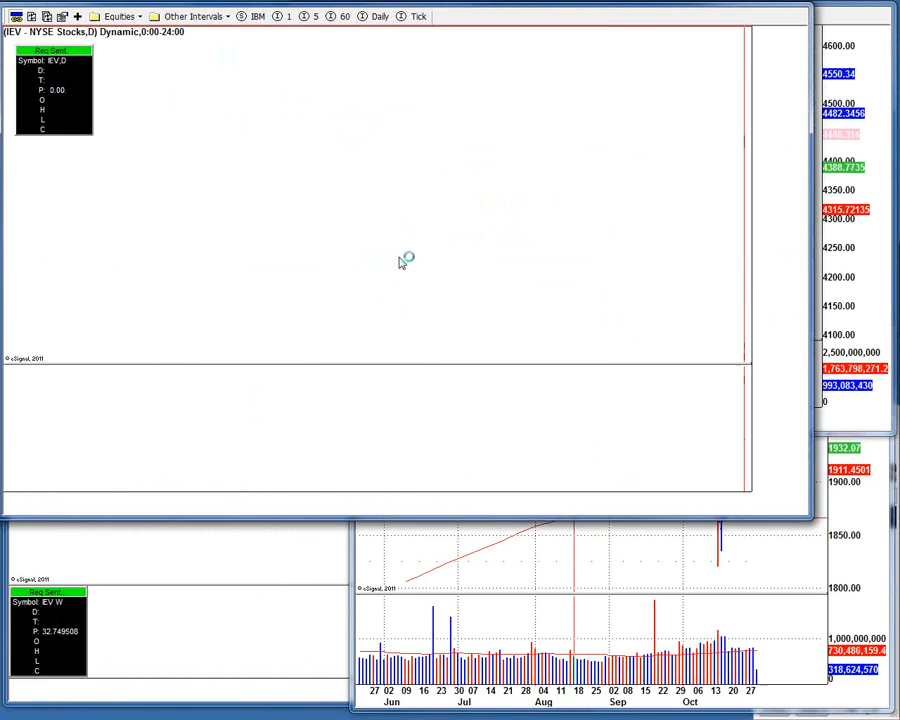 Equities Other Intervals S IBM I 1 I 5 I 60 I Daily I Tick
(IEV - NYSE Stocks,D) Dynamic,0:00-24:00
Req Sent.
Symbol: IEV,D
D:
T:
P: 0.00.
O
H
L
C
© eSignal, 2011
4600.00
4550.34
4500.00
4482.3456
4446.314
4400.00
4388.7735
4350.00
4315.72135
4300.00
4250.00
4200.00
4150.00
4100.00
2,500,000,000
1,763,798,271.2
993,083,430
0
© eSignal, 2011
Req Sent.
Symbol: IEV W
D:
T:
P: 32.749508
O
H
L
C
1932.07
1911.4501
1900.00
1850.00
1800.00
© eSignal, 2011
1,000,000,000
730,486,159.4
318,624,570
0
27 02 09 16 23 30 07 14 21 28 04 11 18 25 02 08 15 22 29 06 13 20 27
Jun Jul Aug Sep Oct